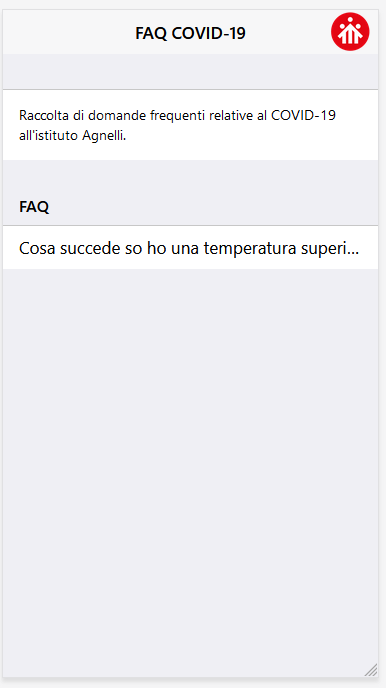 FAQ COVID-19
Raccolta di domande frequenti relative al COVID-19
all'istituto Agnelli.
FAQ
Cosa succede so ho una temperatura superi...